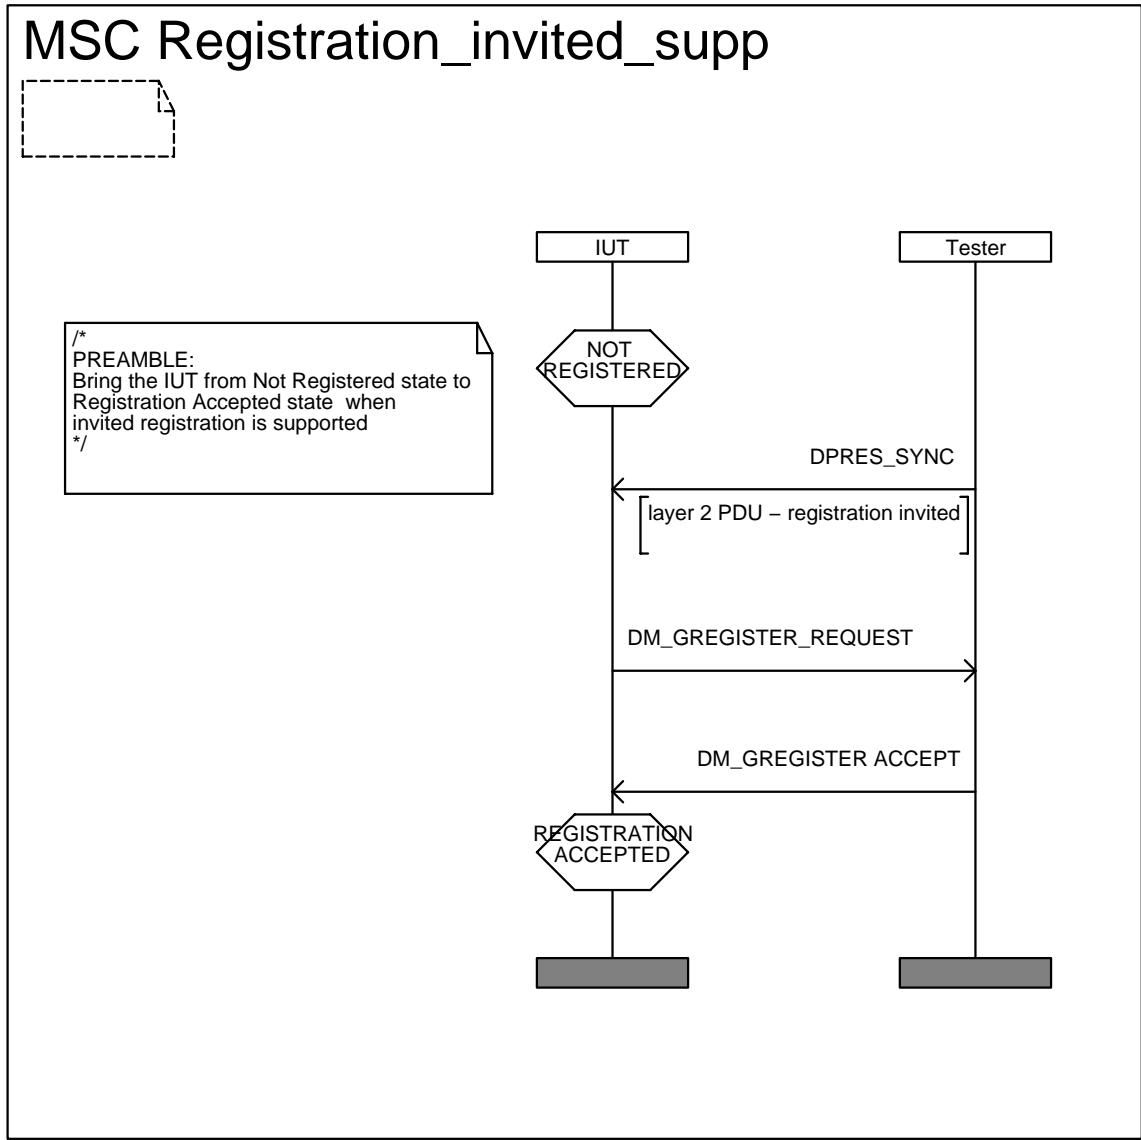 MSC Registration_invited_supp
IUT
Tester
/*
PREAMBLE:
Bring the IUT from Not Registered state to
Registration Accepted state  when
invited registration is supported
*/
NOT
REGISTERED
DPRES_SYNC
layer 2 PDU – registration invited
DM_GREGISTER_REQUEST
DM_GREGISTER ACCEPT
REGISTRATION
ACCEPTED